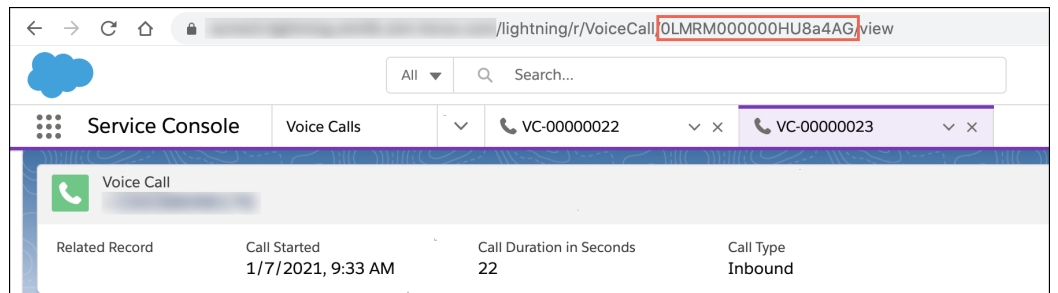 /lightning/r/VoiceCall/0LMRM000000HU8a4AG/view
All Search...
Service Console Voice Calls VC-00000022 VC-00000023
Voice Call
Related Record Call Started Call Duration in Seconds Call Type
1/7/2021, 9:33 AM 22 Inbound